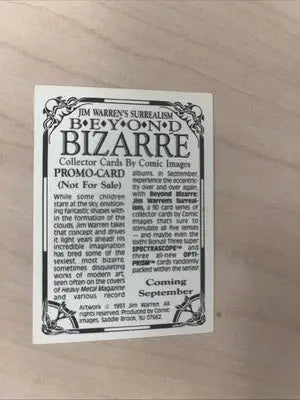 JIM WARREN'S SURREALISM
B•E•Y•O•N•D
BIZARRE
Collector Cards By Comic Images
PROMO-CARD
(Not For Sale)
While some children
stare at the sky envision-
ing fantastic shapes with-
in the formation of clouds,
clouds, Jim Warren takes
that concept and drives
it light years ahead! His
incredible imagination
has bred some of the
sexiest, most bizarre,
sometimes disquieting
works of modern art,
seen often on the covers
of Heavy Metal Magazine
and various record
albums. In September,
experience the eccentric-
ity over and over again,
with Beyond Bizarre,
Jim Warren's Surreal-
ism, a 90 card series of
collector cards by Comic
Images that's sure to
stimulate all five senses
— and maybe even the
sixth! Bonus! Three super
SPECTRASCOPE™ and
three all-new OPTI-
PRISM™ cards randomly
packed within the series!
Coming
September
Artwork © 1993 Jim Warren. All
rights reserved. Produced by Comic
Images, Saddle Brook, NJ 07662.